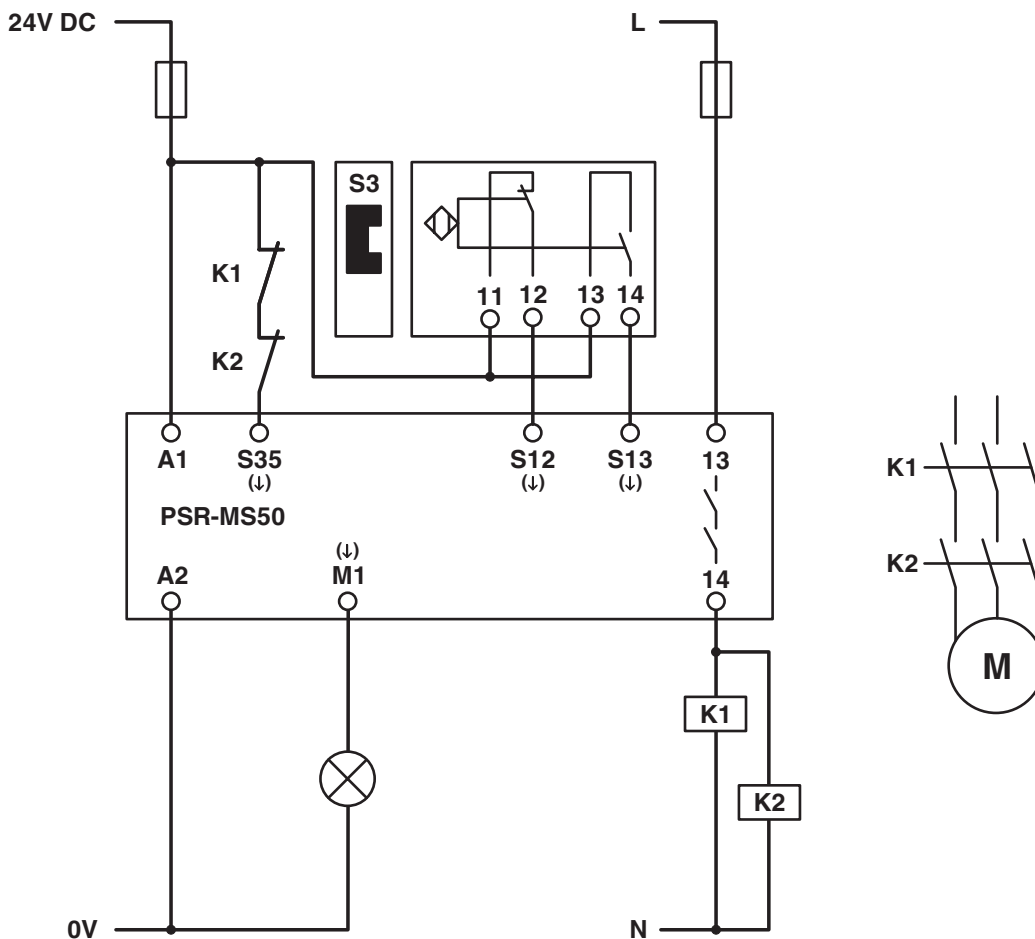 24V DC
L
S3
K1
11 12 13 14
K2
A1 S35 S12 S13 13
(↓) (↓) (↓)
K1
PSR-MS50
(↓)
A2 M1 14
K2
M
K1
K2
0V
N